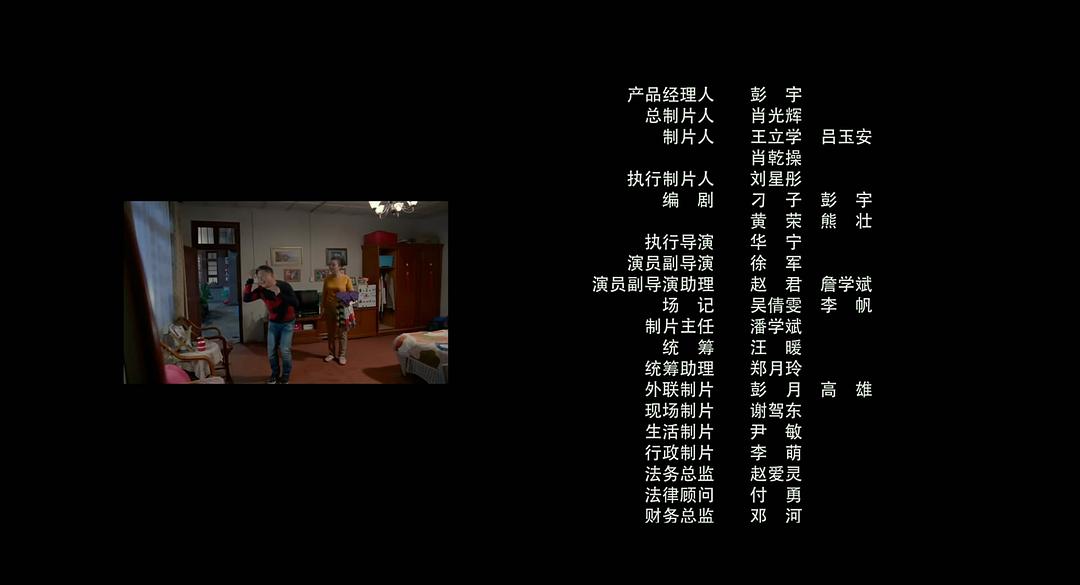 产品经理人 彭 宇
总制片人 肖光辉
制片人 王立学 吕玉安
肖乾操
执行制片人 刘星彤
编 剧 刁 子 彭 宇
黄 荣 熊 壮
执行导演 华 宁
演员副导演 徐 军
演员副导演助理 赵 君 詹学斌
场 记 吴倩雯 李 帆
制片主任 潘学斌
统 筹 汪 暖
统筹助理 郑月玲
外联制片 彭 月 高 雄
现场制片 谢驾东
生活制片 尹 敏
行政制片 李 萌
法务总监 赵爱灵
法律顾问 付 勇
财务总监 邓 河